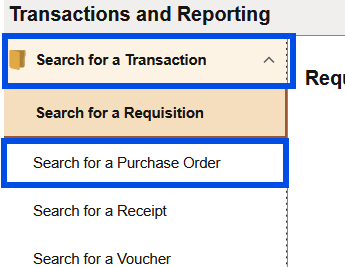 Transactions and Reporting
Search for a Transaction
Requ
Search for a Requisition
Search for a Purchase Order
Search for a Receipt
Search for a Voucher